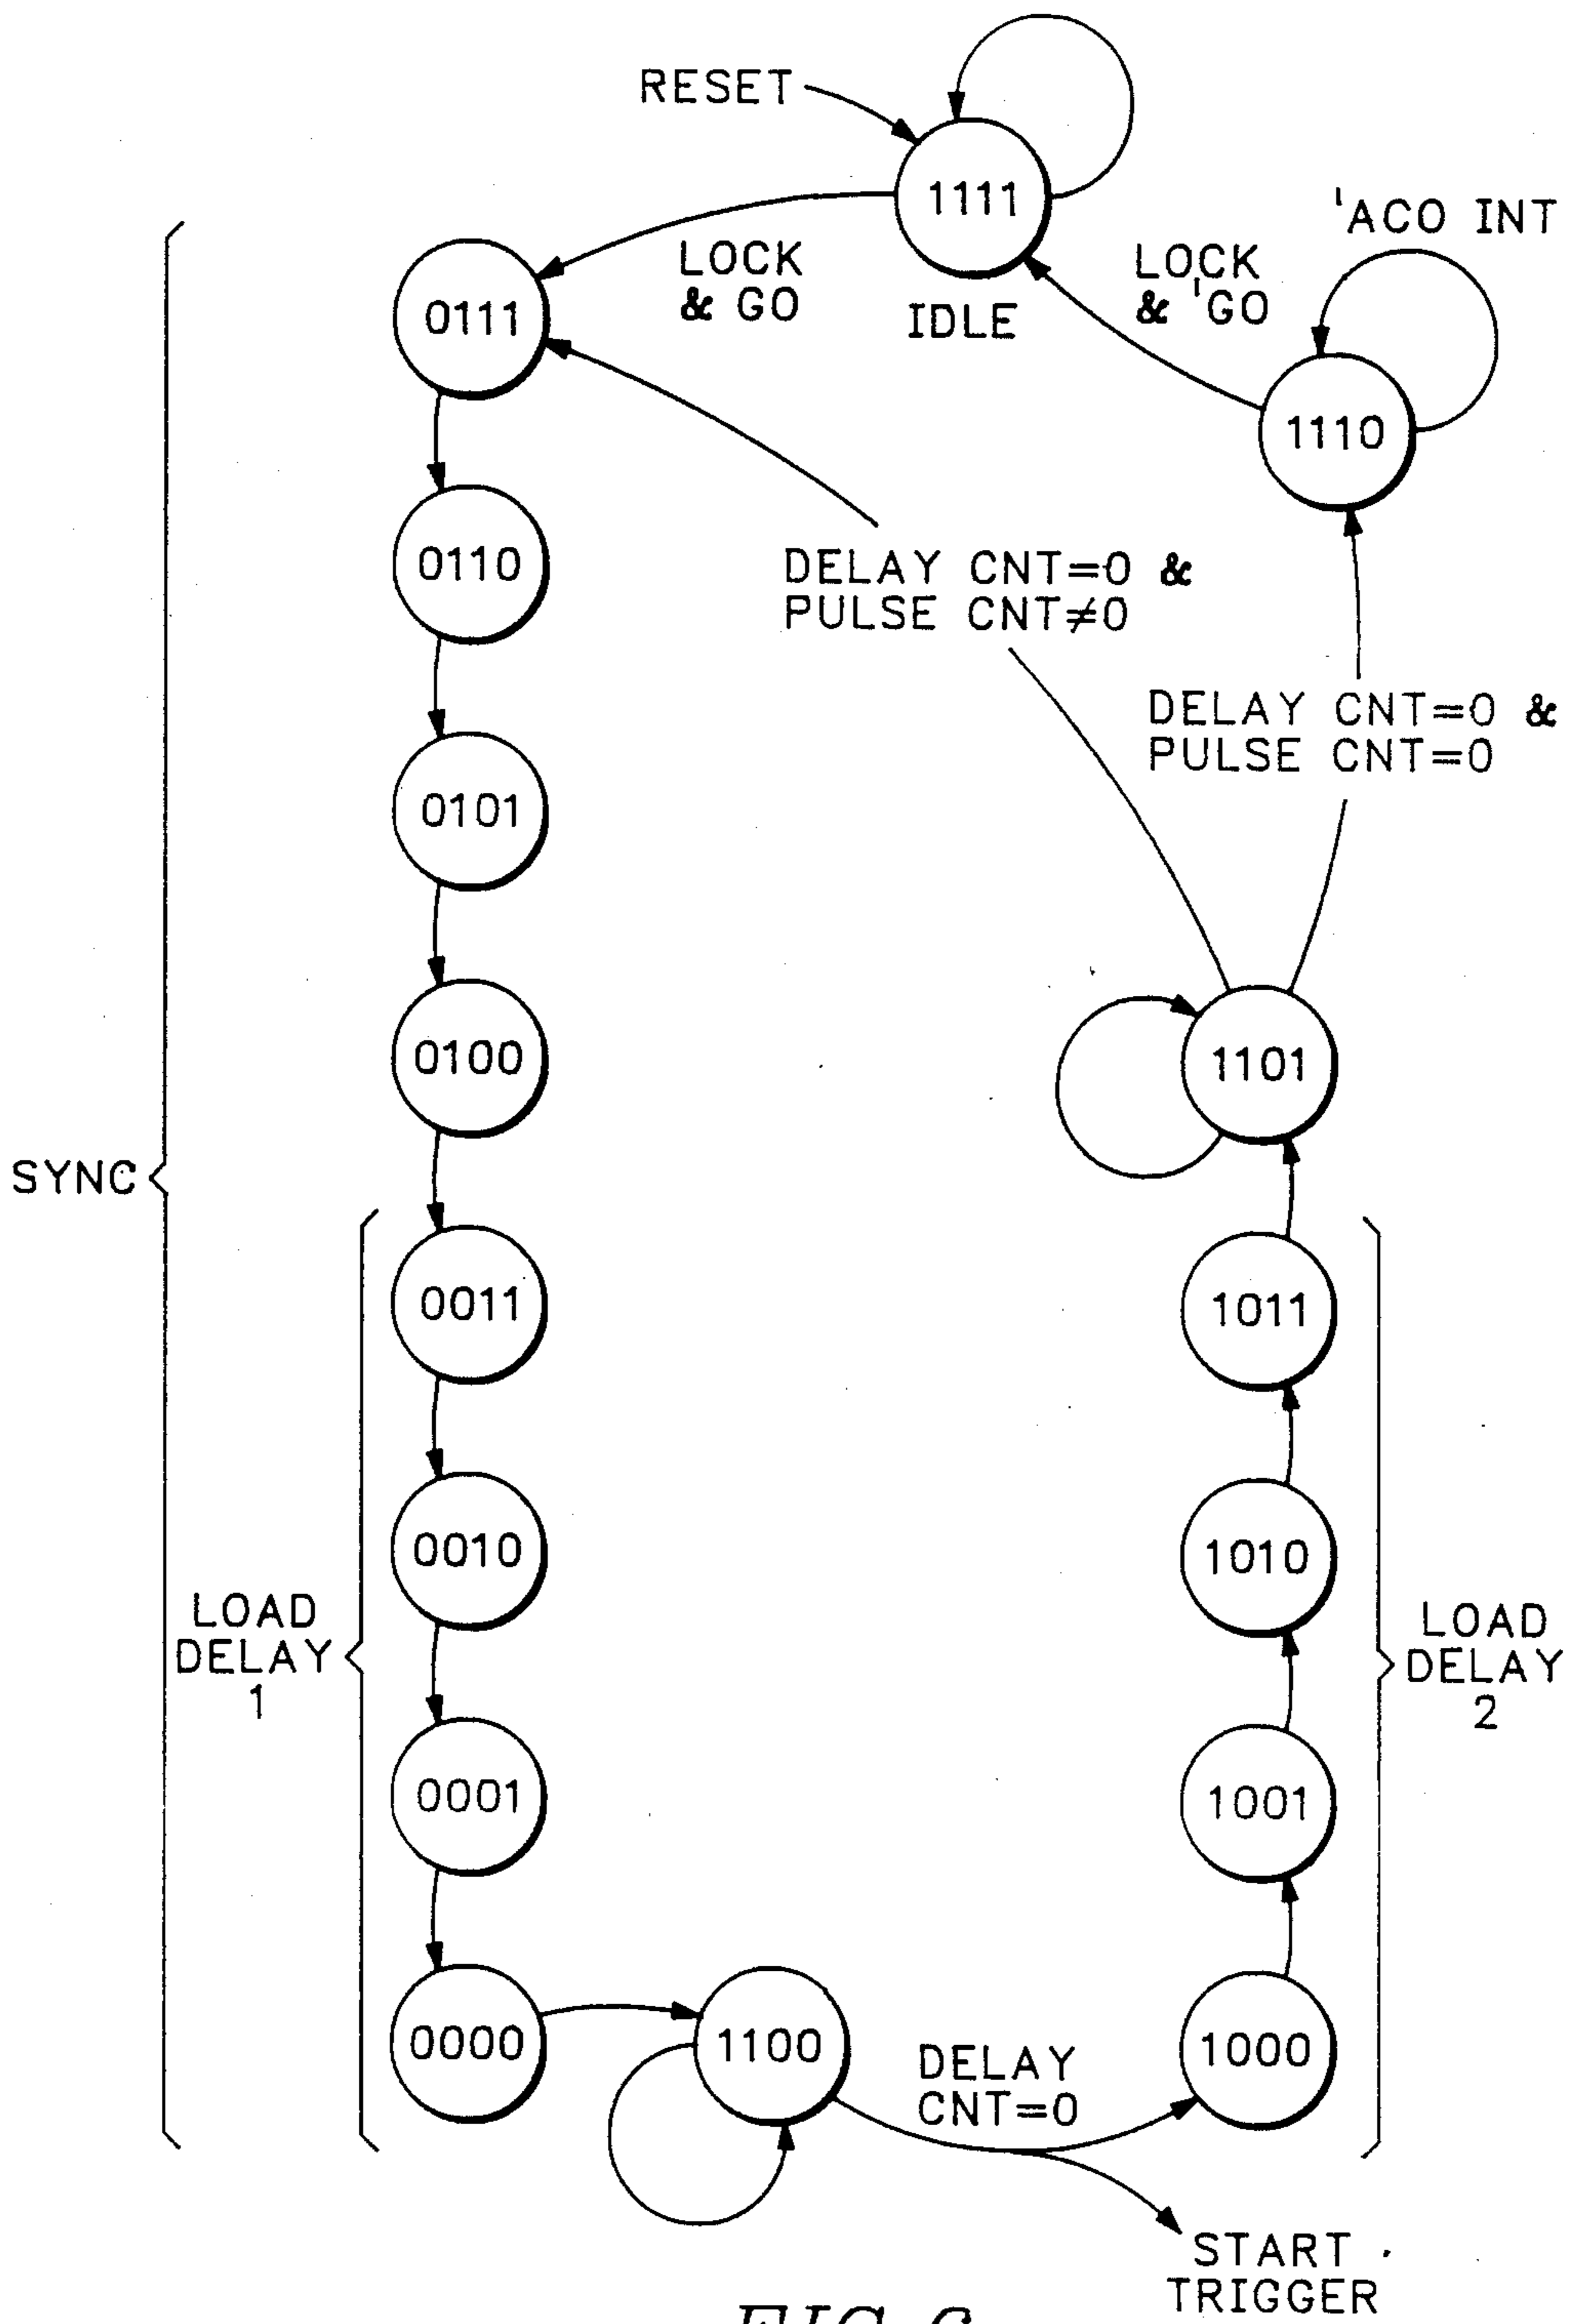 RESET
1111
IDLE
LOCK
& GO
'ACO INT
LOCK
& 'GO
1110
0111
0110
DELAY CNT=0 &
PULSE CNT≠0
DELAY CNT=0 &
PULSE CNT=0
0101
0100
1101
SYNC
0011
1011
0010
1010
LOAD
DELAY
1
LOAD
DELAY
2
0001
1001
0000
1100
DELAY
CNT=0
1000
START
TRIGGER